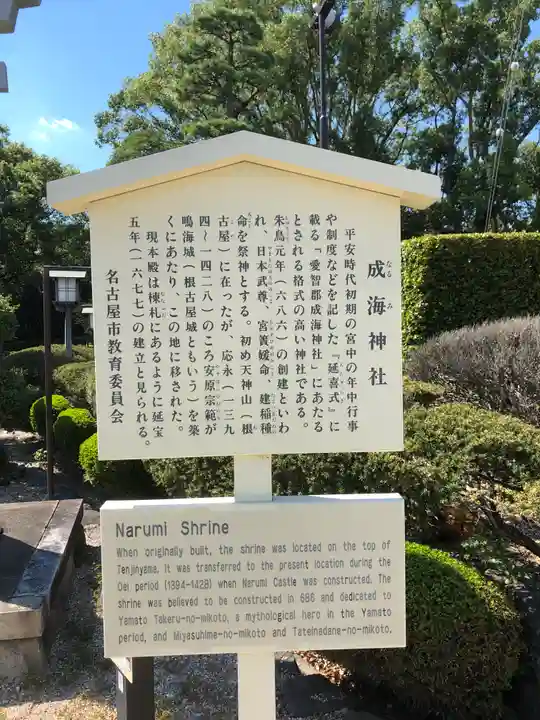 成海神社
なるみ
平安時代初期の宮中の年中行事
や制度などを記した『延喜式』に
載る「愛智郡成海神社」にあたる
とされる格式の高い神社である。
朱鳥元年(六八六)の創建といわ
れ、日本武尊、宮簀媛命、建稲種
命を祭神とする。初め天神山(根
古屋)に在ったが、応永(一三九
四〜一四二八)のころ安原宗範が
鳴海城(根古屋城ともいう)を築
くにあたり、この地に移された。
現本殿は棟札にあるように延宝
五年(一六七七)の建立と見られる。
名古屋市教育委員会
Narumi Shrine
When originally built, the shrine was located on the top of
Tenjinyama. It was transferred to the present location during the
Oei period (1394-1428) when Narumi Castle was constructed. The
shrine was believed to be constructed in 686 and dedicated to
Yamato Takeru-no-mikoto, a mythological hero in the Yamato
period, and Miyasuhime-no-mikoto and Tateinadane-no-mikoto.